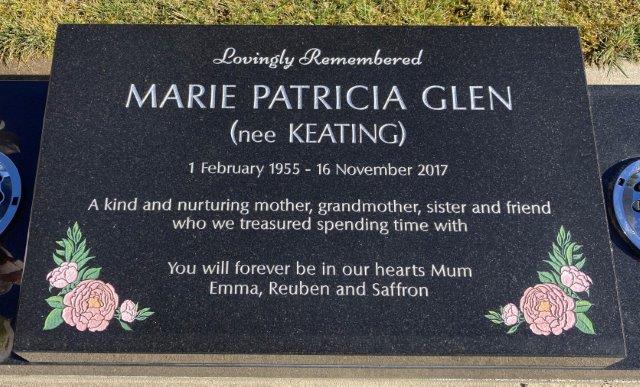 Lovingly Remembered
MARIE PATRICIA GLEN
(nee KEATING)
1 February 1955 - 16 November 2017
A kind and nurturing mother, grandmother, sister and friend
who we treasured spending time with
You will forever be in our hearts Mum
Emma, Reuben and Saffron